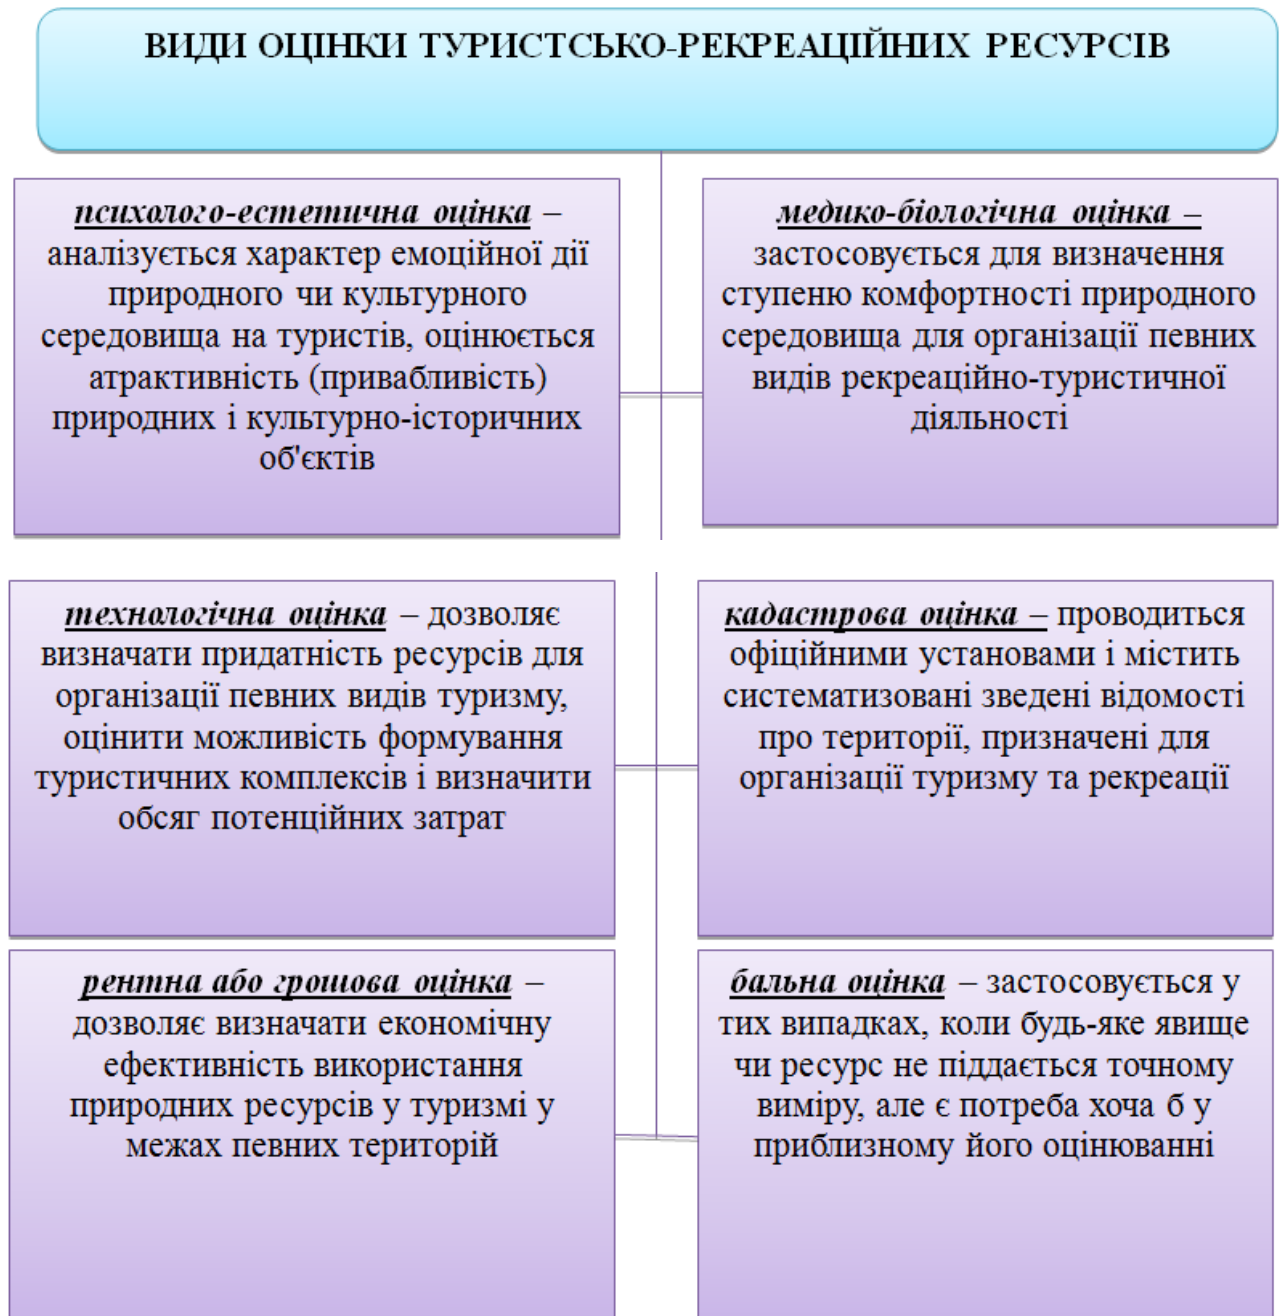 ВИДИ ОЦІНКИ ТУРИСТСЬКО-РЕКРЕАЦІЙНИХ РЕСУРСІВ
психолого-естетична оцінка –
аналізується характер емоційної дії
природного чи культурного
середовища на туристів, оцінюється
атрактивність (привабливість)
природних і культурно-історичних
об'єктів
медико-біологічна оцінка –
застосовується для визначення
ступеню комфортності природного
середовища для організації певних
видів рекреаційно-туристичної
діяльності
технологічна оцінка – дозволяє
визначати придатність ресурсів для
організації певних видів туризму,
оцінити можливість формування
туристичних комплексів і визначити
обсяг потенційних затрат
кадастрова оцінка – проводиться
офіційними установами і містить
систематизовані зведені відомості
про території, призначені для
організації туризму та рекреації
рентна або грошова оцінка –
дозволяє визначати економічну
ефективність використання
природних ресурсів у туризмі у
межах певних територій
бальна оцінка – застосовується у
тих випадках, коли будь-яке явище
чи ресурс не піддається точному
виміру, але є потреба хоча б у
приблизному його оцінюванні